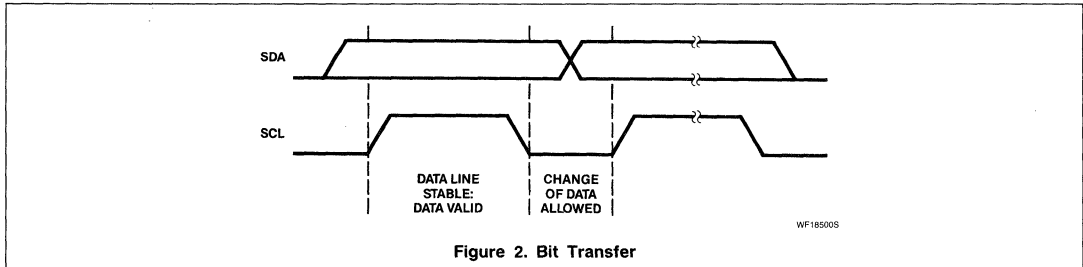 SDA
SCL
DATA LINE
STABLE:
DATA VALID
CHANGE
OF DATA
ALLOWED
WF18500S
Figure 2. Bit Transfer